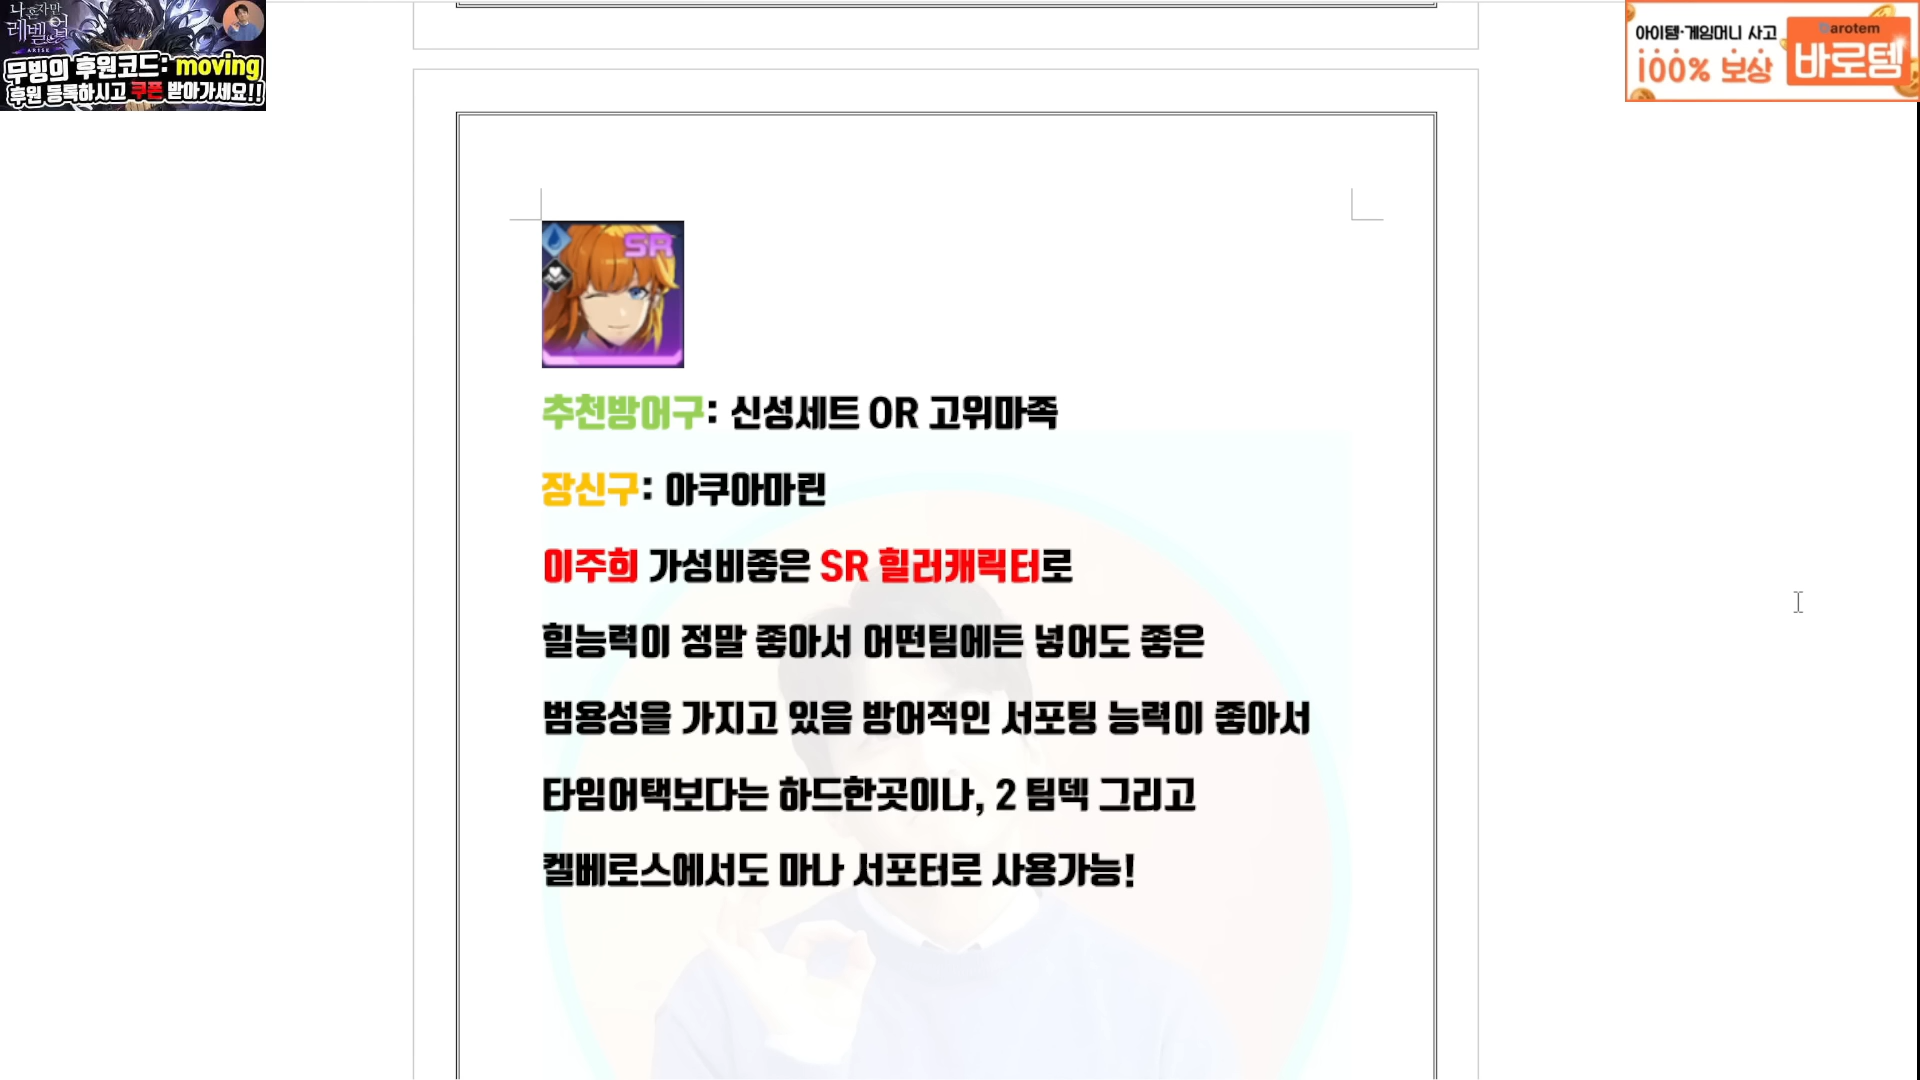 나 혼자만
레벨업
ARISE
무빙의 후원코드: moving
후원 등록하시고 쿠폰 받아가세요!!
아이템·게임머니 사고
100% 보상
Barotem
바로템
SR
추천방어구: 신성세트 OR 고위마족
장신구: 아쿠아마린
이주희 가성비좋은 SR 힐러캐릭터로
힐능력이 정말 좋아서 어떤팀에든 넣어도 좋은
범용성을 가지고 있음 방어적인 서포팅 능력이 좋아서
타임어택보다는 하드한곳이나, 2 팀덱 그리고
켈베로스에서도 마나 서포터로 사용가능!